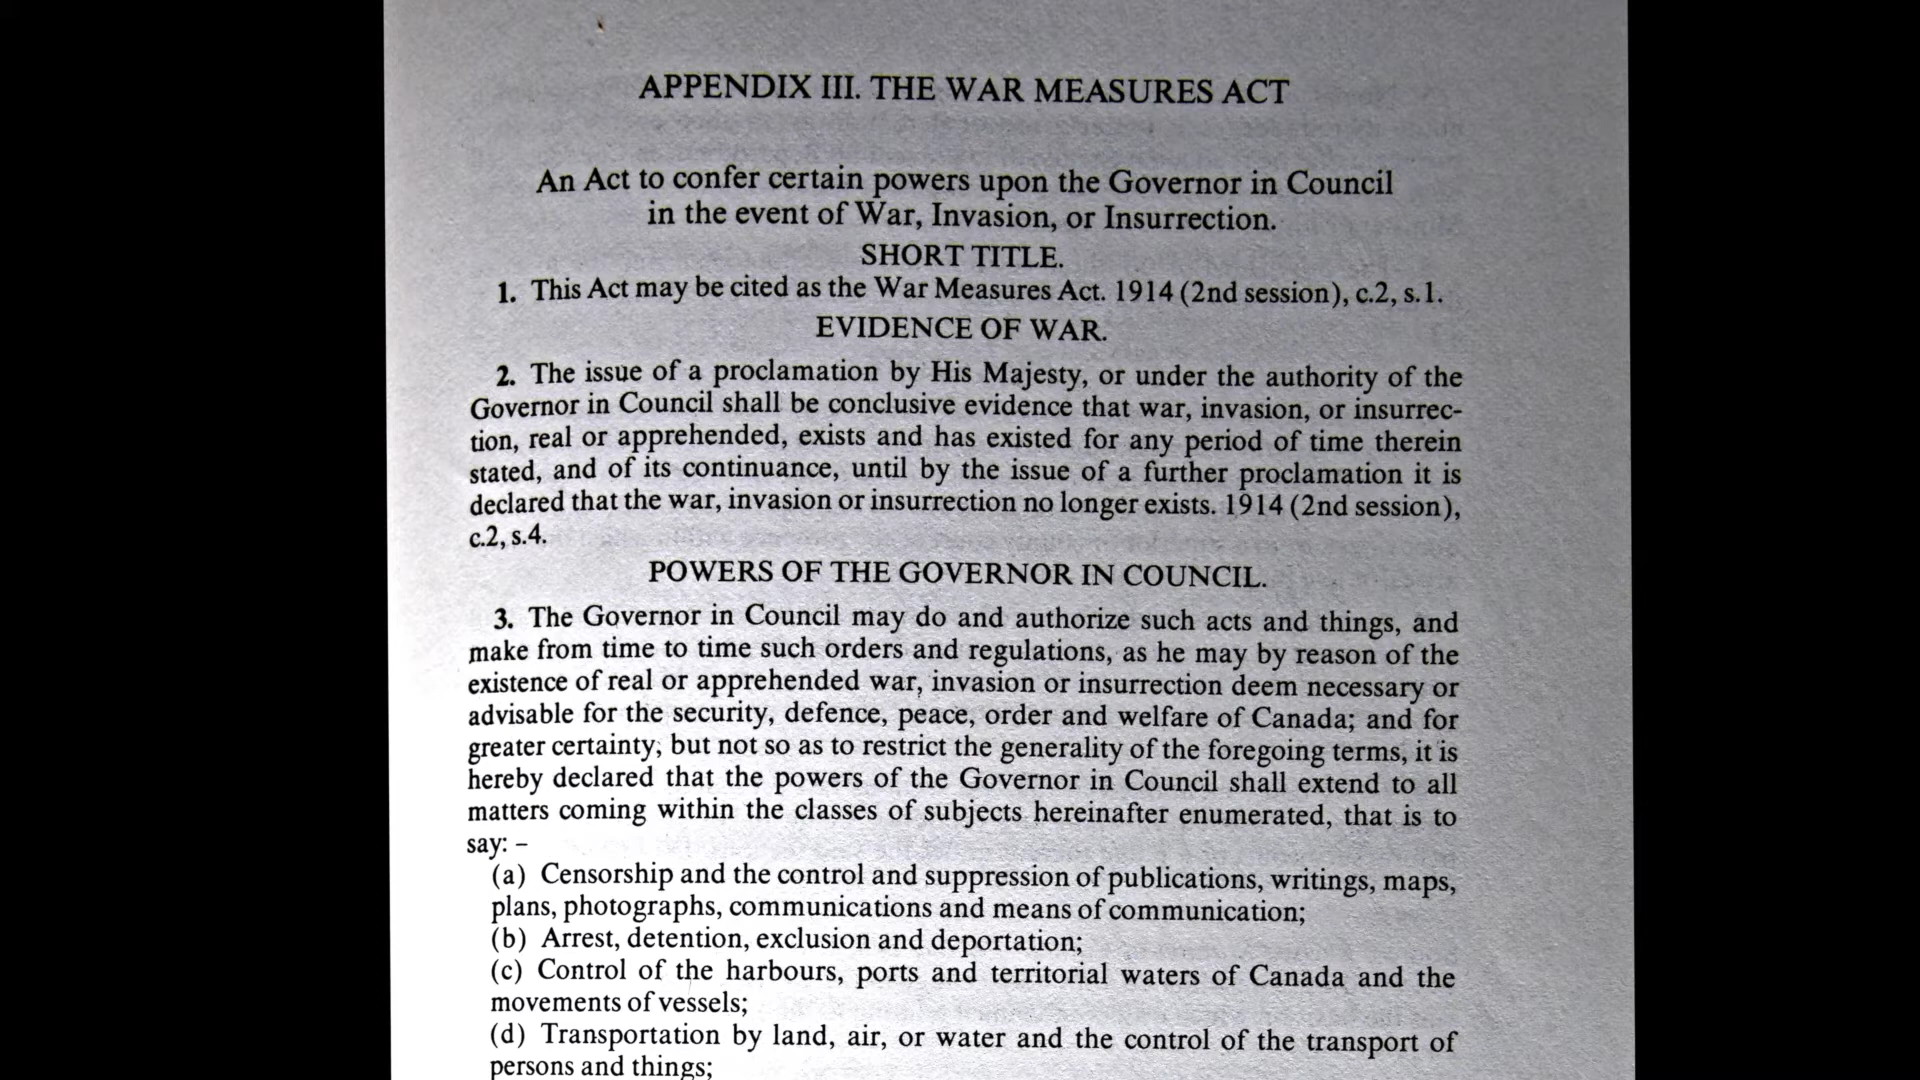 APPENDIX III. THE WAR MEASURES ACT
An Act to confer certain powers upon the Governor in Council
in the event of War, Invasion, or Insurrection.
SHORT TITLE.
1. This Act may be cited as the War Measures Act. 1914 (2nd session), c.2, s.1.
EVIDENCE OF WAR.
2. The issue of a proclamation by His Majesty, or under the authority of the
Governor in Council shall be conclusive evidence that war, invasion, or insurrec-
tion, real or apprehended, exists and has existed for any period of time therein
stated, and of its continuance, until by the issue of a further proclamation it is
declared that the war, invasion or insurrection no longer exists. 1914 (2nd session),
c.2, s.4.
POWERS OF THE GOVERNOR IN COUNCIL.
3. The Governor in Council may do and authorize such acts and things, and
make from time to time such orders and regulations, as he may by reason of the
existence of real or apprehended war, invasion or insurrection deem necessary or
advisable for the security, defence, peace, order and welfare of Canada; and for
greater certainty, but not so as to restrict the generality of the foregoing terms, it is
hereby declared that the powers of the Governor in Council shall extend to all
matters coming within the classes of subjects hereinafter enumerated, that is to
say: –
(a) Censorship and the control and suppression of publications, writings, maps,
plans, photographs, communications and means of communication;
(b) Arrest, detention, exclusion and deportation;
(c) Control of the harbours, ports and territorial waters of Canada and the
movements of vessels;
(d) Transportation by land, air, or water and the control of the transport of
persons and things;